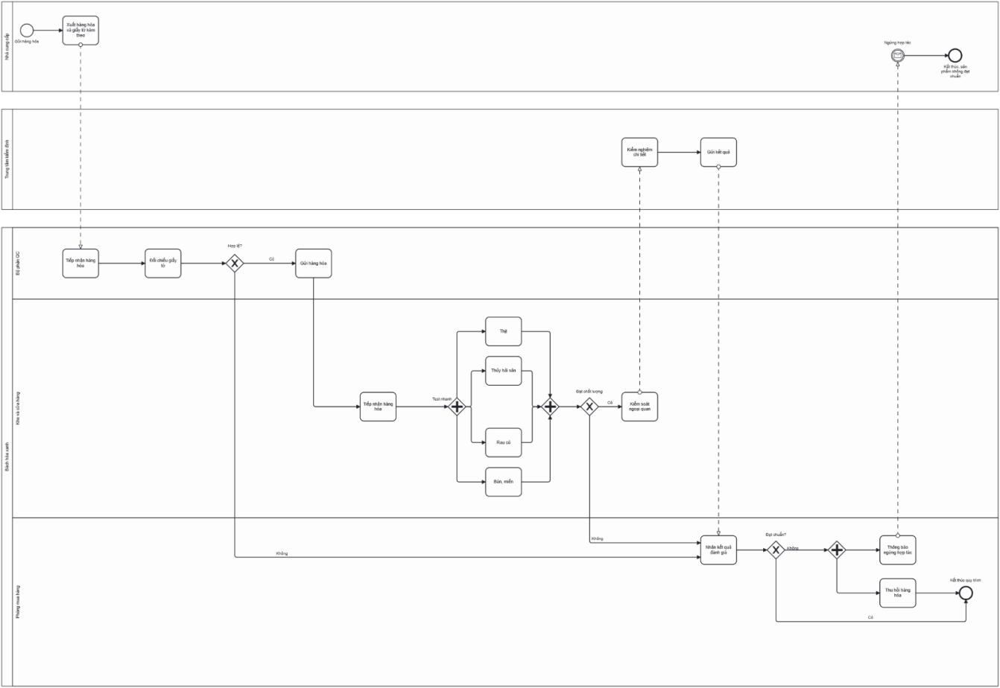 Nhà cung cấp
Gửi hàng hóa
Xuất hàng hóa
và giấy tờ kèm
theo
Ngừng hợp tác
Kết thúc, sản
phẩm không đạt
chuẩn
Trung tâm kiểm định
Kiểm nghiệm
chi tiết
Gửi kết quả
Bách hóa xanh
Bộ phận QC
Tiếp nhận hàng
hóa
Đối chiếu giấy
tờ
Hợp lệ?
Có
Gửi hàng hóa
Kho và cửa hàng
Tiếp nhận hàng
hóa
Test nhanh
Thịt
Thủy hải sản
Rau củ
Bún, miến
Đạt chất lượng
Có
Kiểm soát
ngoại quan
Phòng mua hàng
Không
Không
Nhận kết quả
đánh giá
Đạt chuẩn?
Không
Thông báo
ngừng hợp tác
Thu hồi hàng
hóa
Kết thúc quy trình
Có